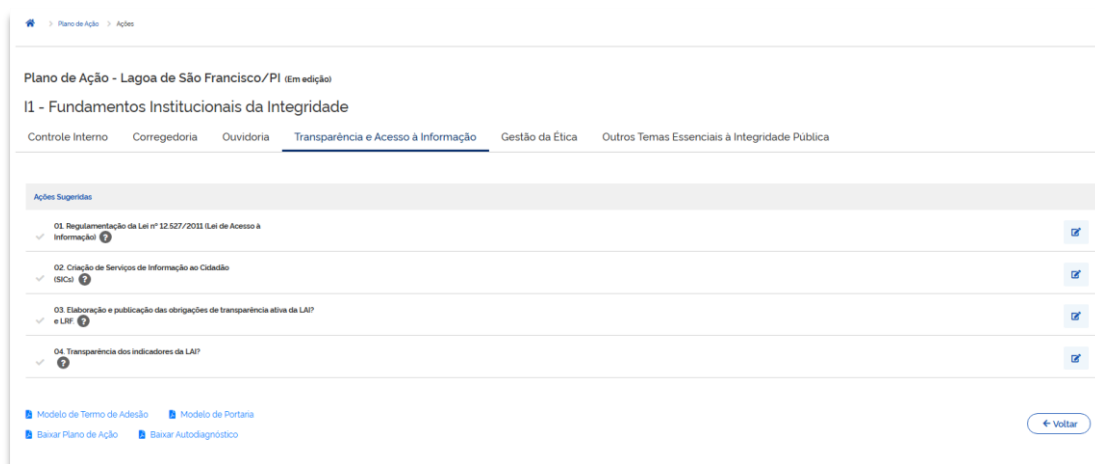 > Plano de Ação > Ações
Plano de Ação - Lagoa de São Francisco/PI (Em edição)
I1 - Fundamentos Institucionais da Integridade
Controle Interno Corregedoria Ouvidoria Transparência e Acesso à Informação Gestão da Ética Outros Temas Essenciais à Integridade Pública
Ações Sugeridas
01. Regulamentação da Lei nº 12.527/2011 (Lei de Acesso à
Informação) ?
02. Criação de Serviços de Informação ao Cidadão
(SICs) ?
03. Elaboração e publicação das obrigações de transparência ativa da LAI?
e LRF. ?
04. Transparência dos indicadores da LAI?
?
Modelo de Termo de Adesão Modelo de Portaria
Baixar Plano de Ação Baixar Autodiagnóstico
← Voltar